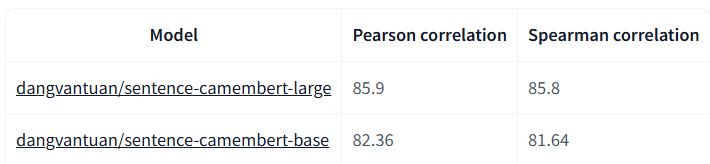 Model Pearson correlation Spearman correlation
dangvantuan/sentence-camembert-large 85.9 85.8
dangvantuan/sentence-camembert-base 82.36 81.64